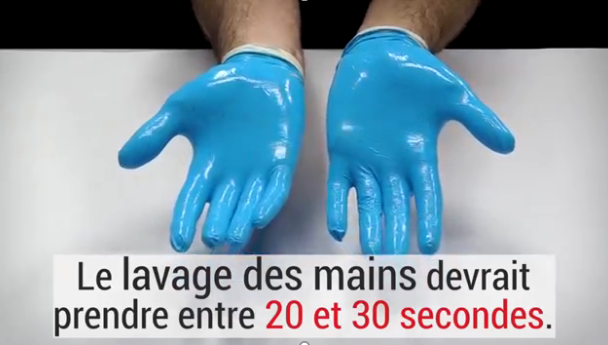 Le lavage des mains devrait
prendre entre 20 et 30 secondes.